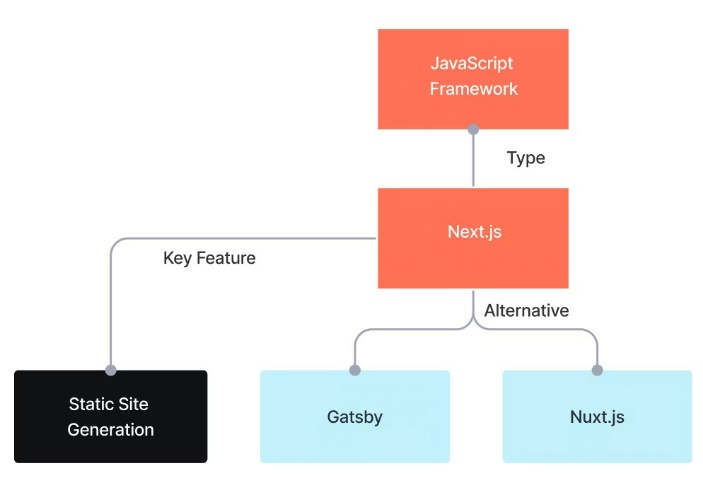 JavaScript
Framework
Type
Next.js
Key Feature
Alternative
Static Site
Generation
Gatsby
Nuxt.js